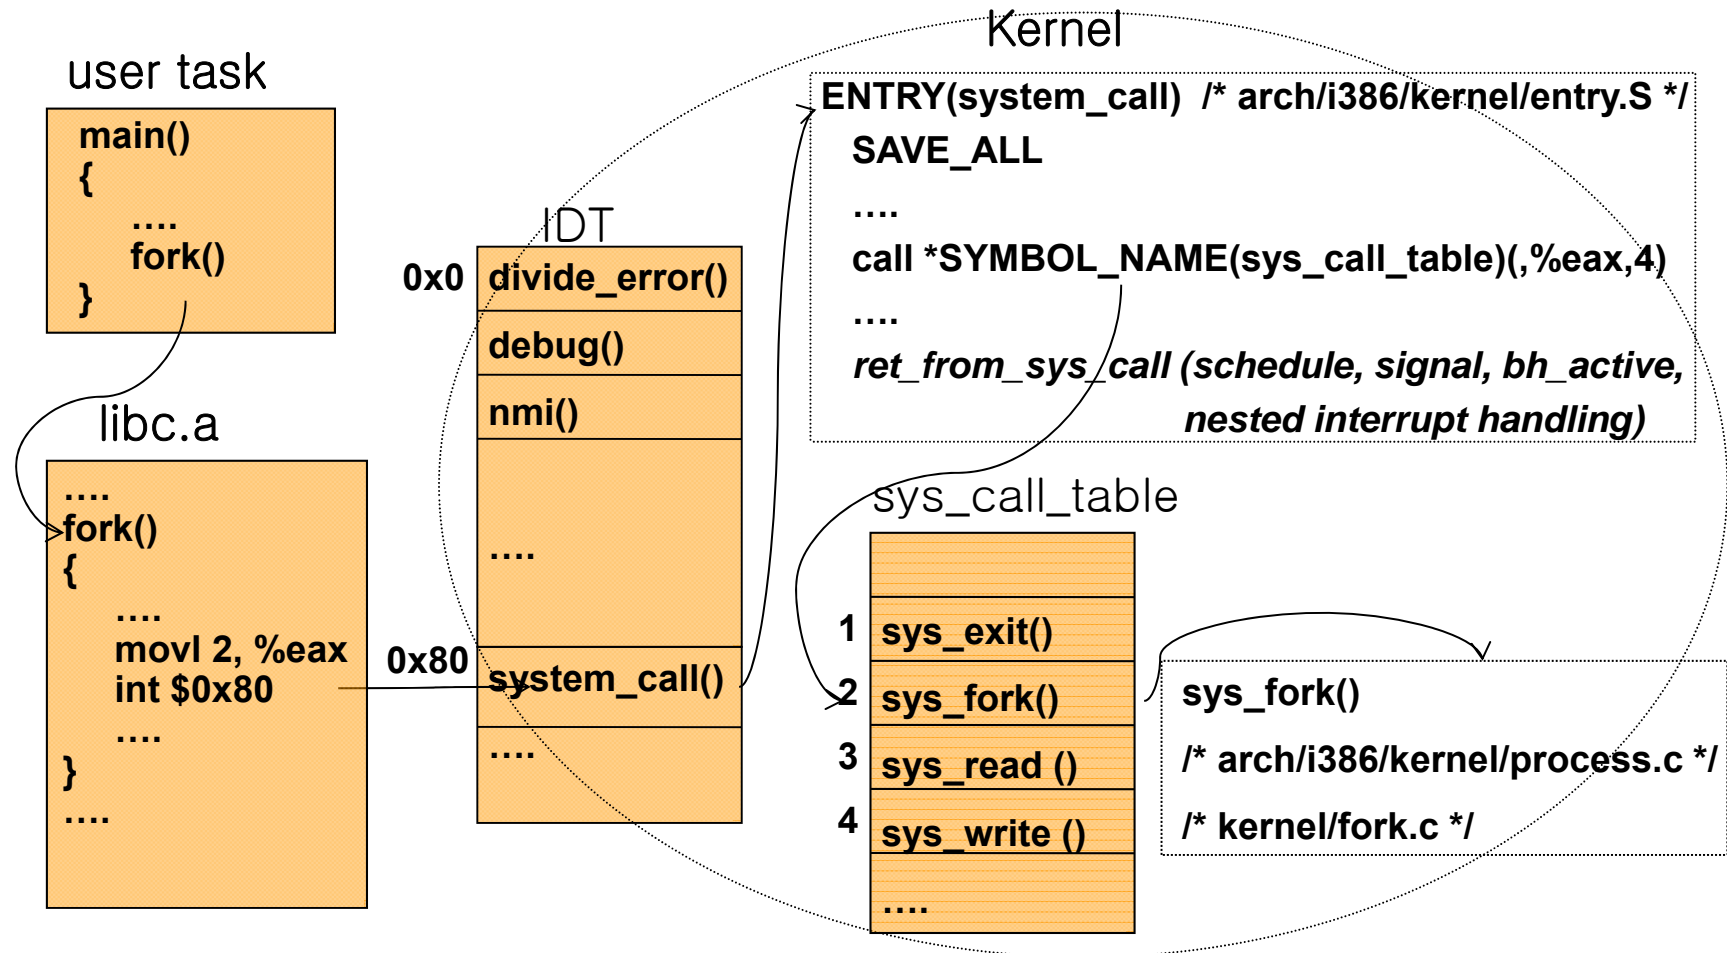 user task
main()
{
....
fork()
}
libc.a
....
fork()
{
....
movl 2, %eax
int $0x80
....
}
....
IDT
0x0 divide_error()
debug()
nmi()
....
0x80 system_call()
....
Kernel
ENTRY(system_call) /* arch/i386/kernel/entry.S */
SAVE_ALL
....
call *SYMBOL_NAME(sys_call_table)(,%eax,4)
....
ret_from_sys_call (schedule, signal, bh_active,
nested interrupt handling)
sys_call_table
1 sys_exit()
2 sys_fork()
3 sys_read ()
4 sys_write ()
....
sys_fork()
/* arch/i386/kernel/process.c */
/* kernel/fork.c */